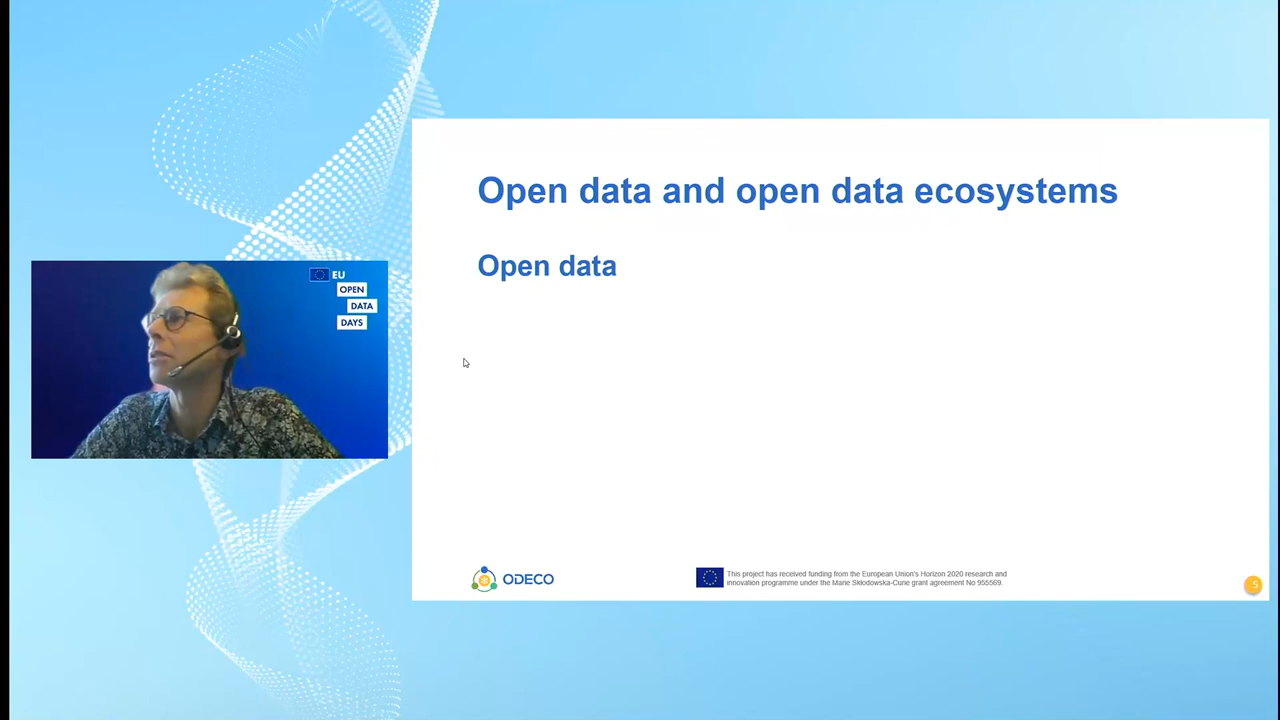 Open data and open data ecosystems
Open data
EU
OPEN
DATA
DAYS
ODECO
This project has received funding from the European Union's Horizon 2020 research and
innovation programme under the Marie Skłodowska-Curie grant agreement No 955569.
5